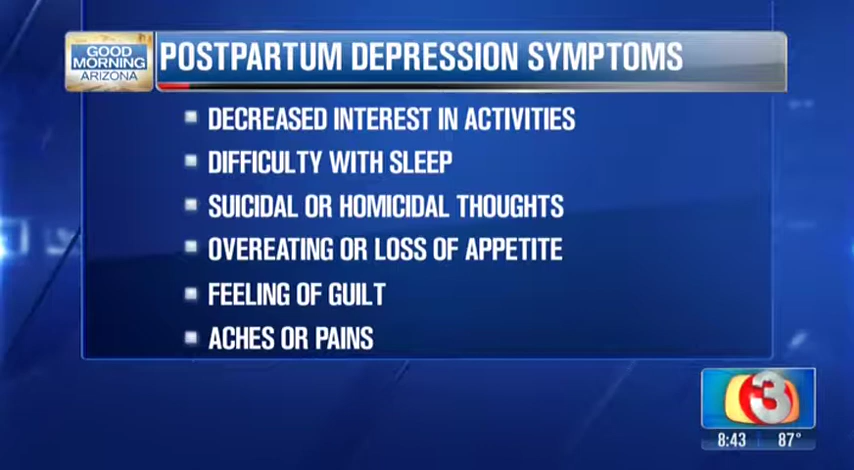 GOOD
MORNING
ARIZONA
POSTPARTUM DEPRESSION SYMPTOMS
DECREASED INTEREST IN ACTIVITIES
DIFFICULTY WITH SLEEP
SUICIDAL OR HOMICIDAL THOUGHTS
OVEREATING OR LOSS OF APPETITE
FEELING OF GUILT
ACHES OR PAINS
3
8:43 87°